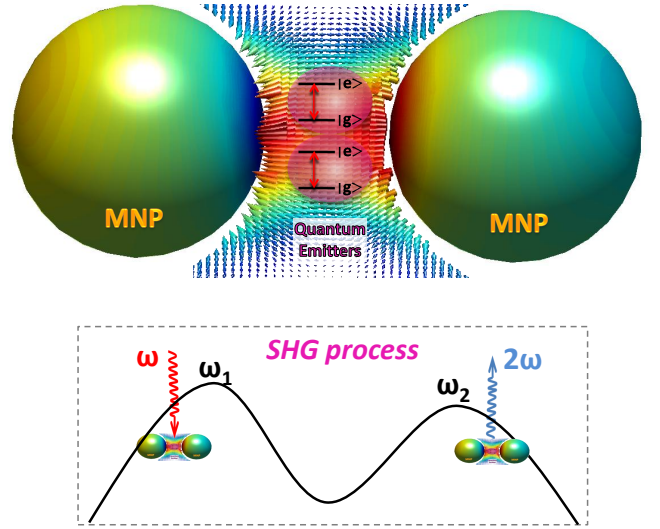 |e>
|g>
|e>
|g>
MNP
MNP
Quantum
Emitters
SHG process
ω
ω₁
ω₂
2ω